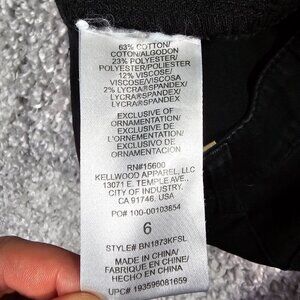 63% COTTON/
COTON/ALGODON
23% POLYESTER/
POLYESTER/POLIESTER
12% VISCOSE/
VISCOSE/VISCOSA
2% LYCRA®SPANDEX/
LYCRA®SPANDEX/
LYCRA®SPANDEX
EXCLUSIVE OF
ORNAMENTATION/
EXCLUSIF DE
L'ORNEMENTATION/
EXCLUSIVO DE
ORNAMENTACION
RN#15600
KELLWOOD APPAREL, LLC
13071 E. TEMPLE AVE.,
CITY OF INDUSTRY,
CA 91746, USA
PO# 100-00103654
6
STYLE# BN1873KFSL
MADE IN CHINA/
FABRIQUE EN CHINE/
HECHO EN CHINA
UPC# 193596081659